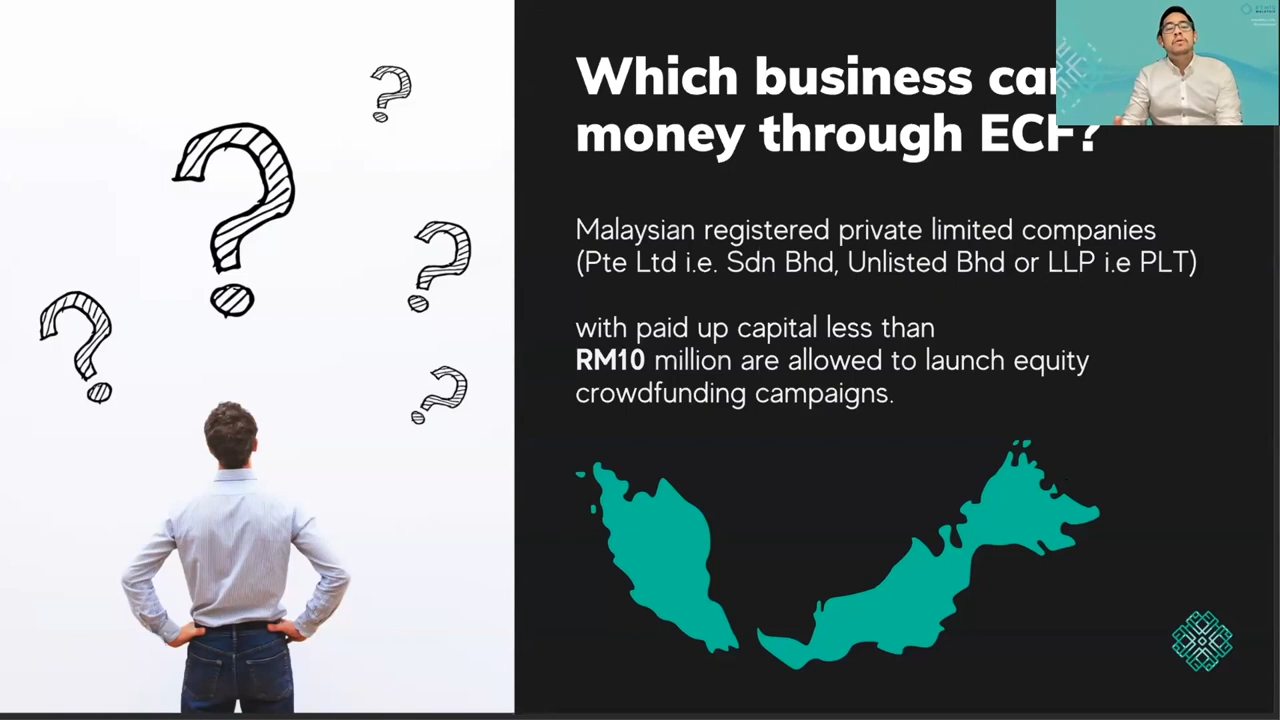 Which business ca
money through ECF?
Malaysian registered private limited companies
(Pte Ltd i.e. Sdn Bhd, Unlisted Bhd or LLP i.e PLT)
with paid up capital less than
RM10 million are allowed to launch equity
crowdfunding campaigns.